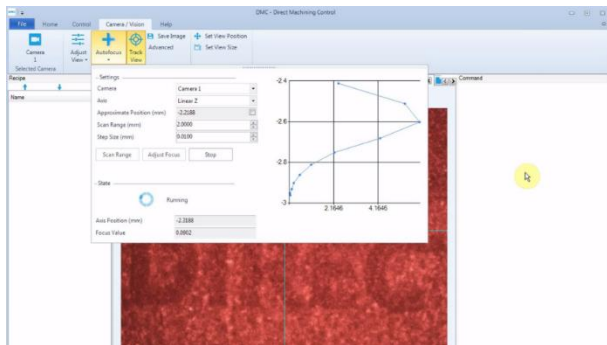 DMC - Direct Machining Control
File Home Control Camera / Vision Help
Camera 1
Adjust View
Autofocus
Track View
Save Image
Advanced
Set View Position
Set View Size
Selected Camera
Recipe
Name
Command
Settings
Camera Camera 1
Axis Linear Z
Approximate Position (mm) -2.2188
Scan Range (mm) 2.0000
Step Size (mm) 0.0100
Scan Range Adjust Focus Stop
State
Running
Axis Position (mm) -2.3188
Focus Value 0.0002
-2.4
-2.6
-2.8
-3
2.1646 4.1646